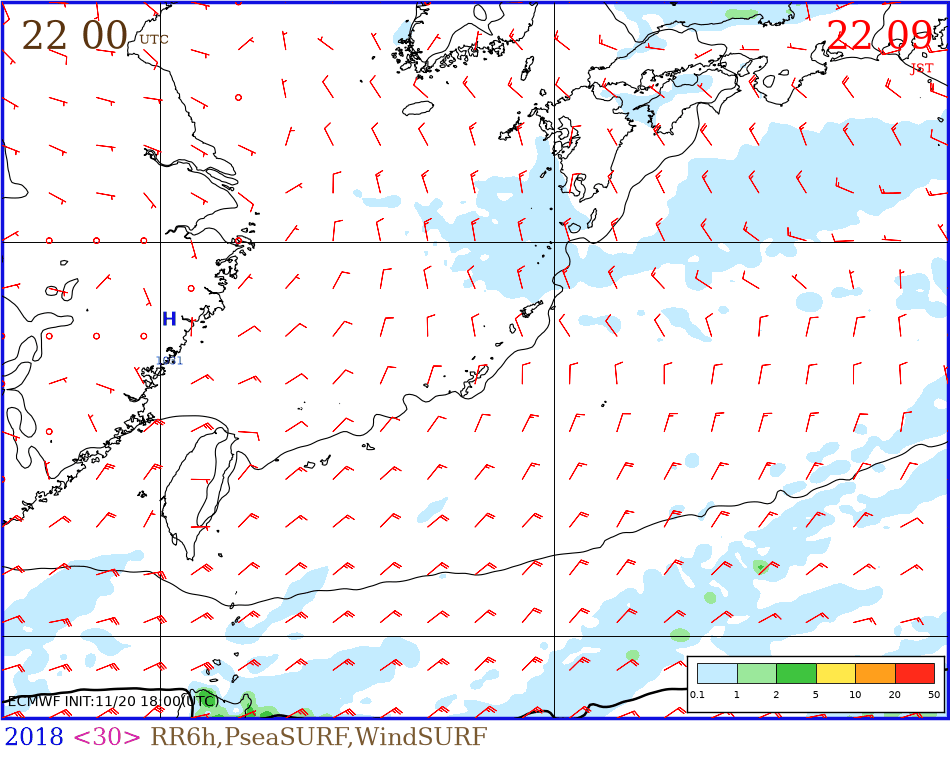 22 00 UTC
22 09
JST
H
1031
0.1 1 2 5 10 20 50
ECMWF INIT:11/20 18:00(UTC)
2018 <30> RR6h,PseaSURF,WindSURF